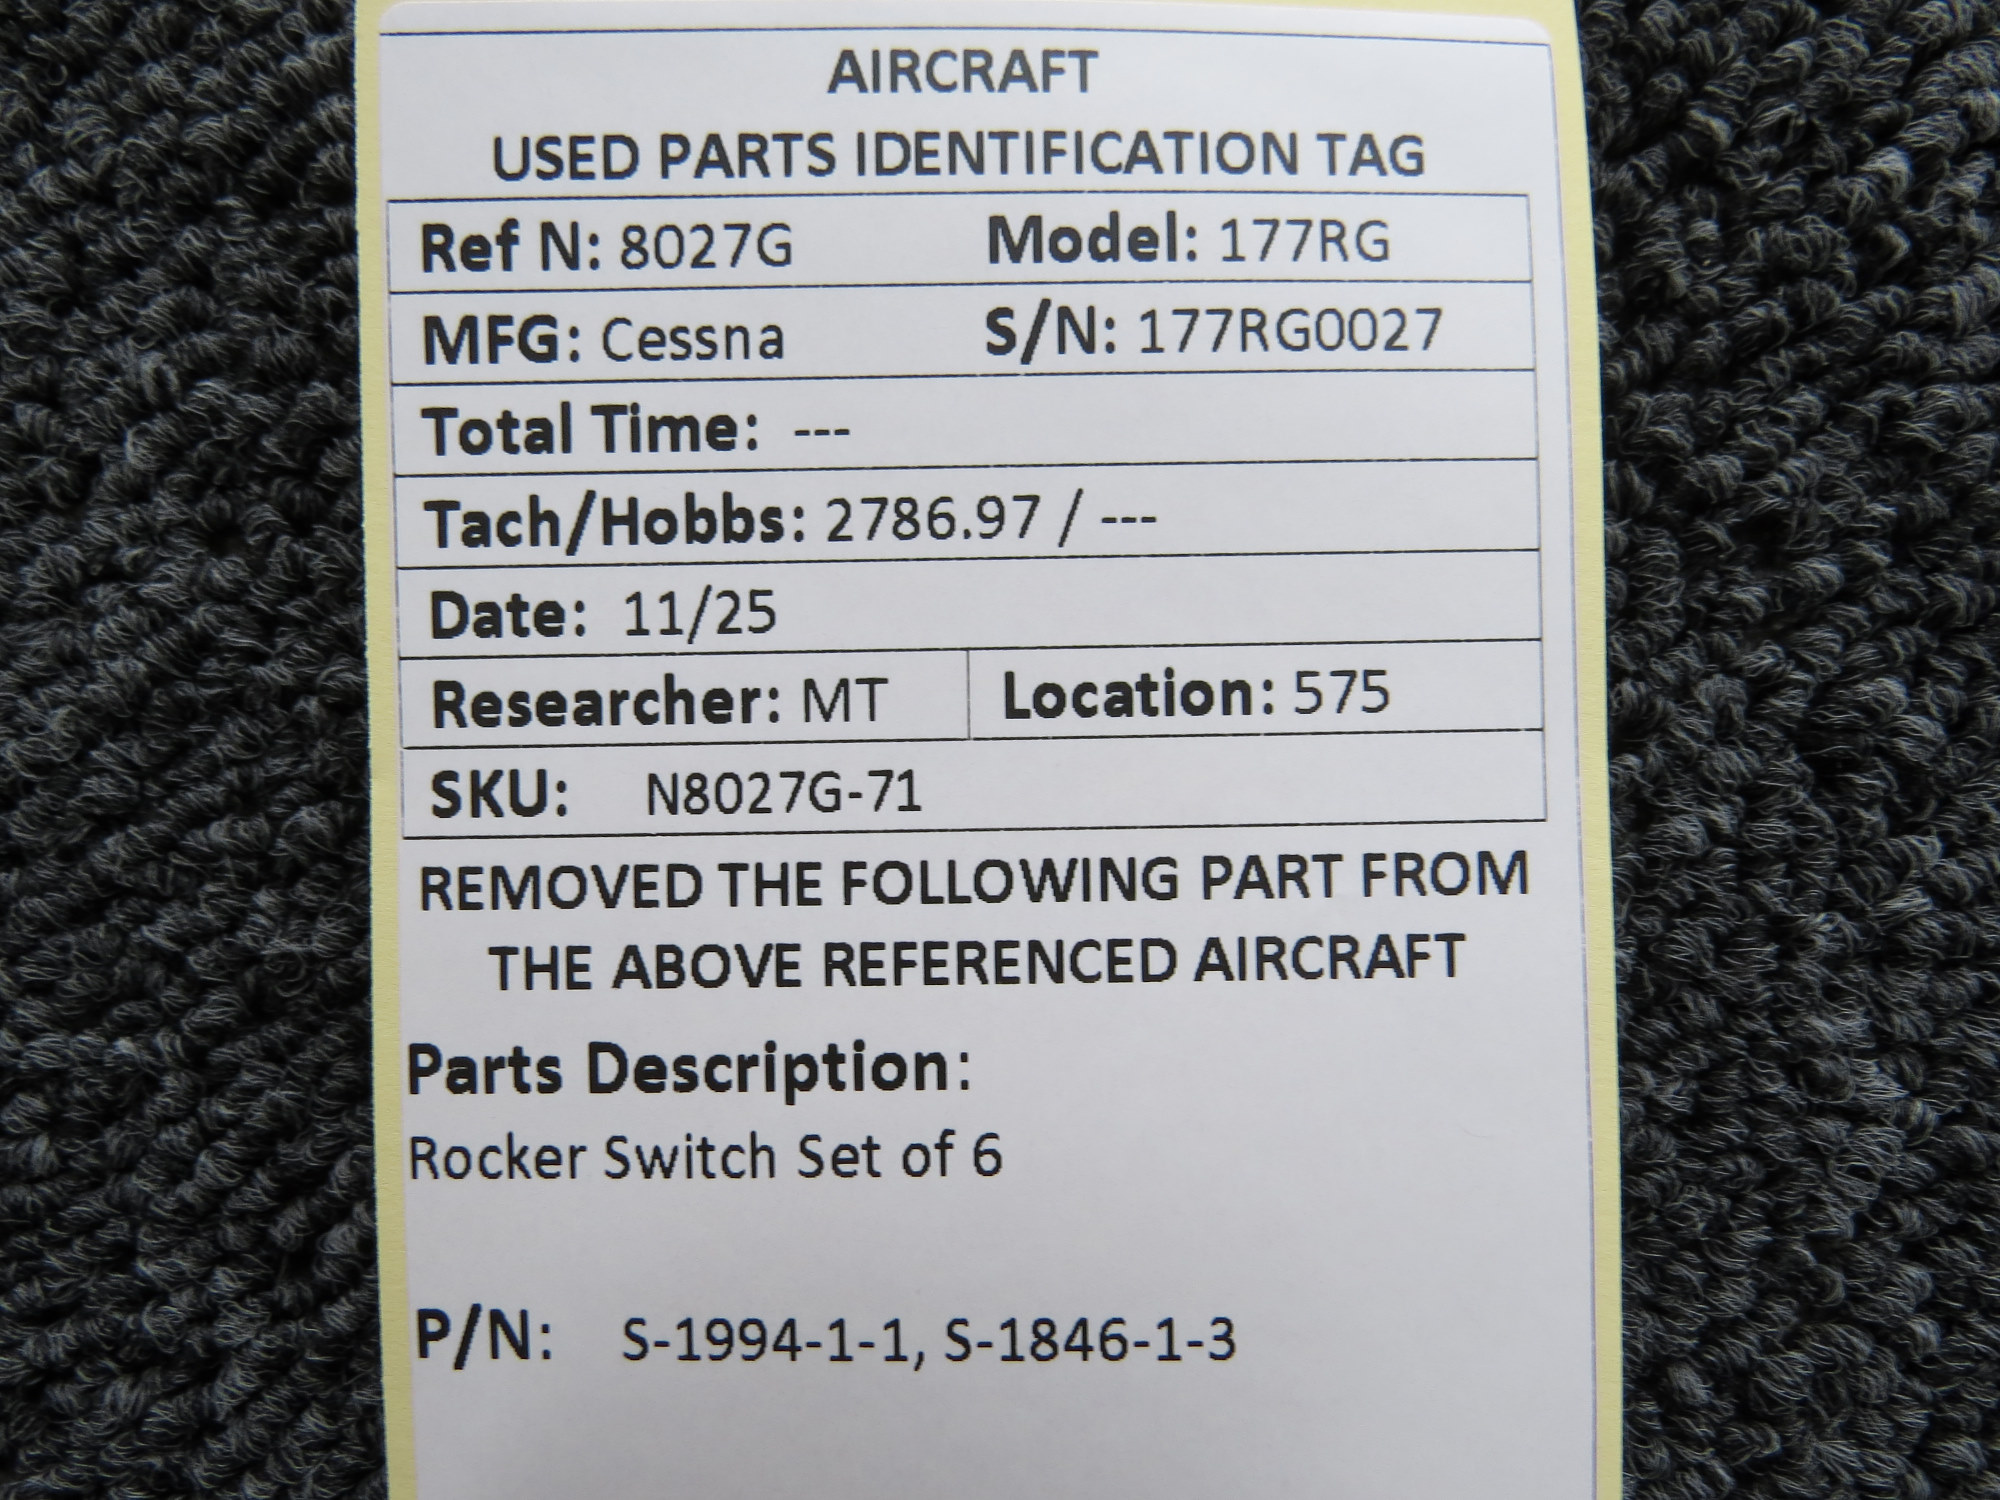 AIRCRAFT
USED PARTS IDENTIFICATION TAG
Ref N: 8027G Model: 177RG
MFG: Cessna S/N: 177RG0027
Total Time: ---
Tach/Hobbs: 2786.97 / ---
Date: 11/25
Researcher: MT Location: 575
SKU: N8027G-71
REMOVED THE FOLLOWING PART FROM
THE ABOVE REFERENCED AIRCRAFT
Parts Description:
Rocker Switch Set of 6
P/N: S-1994-1-1, S-1846-1-3